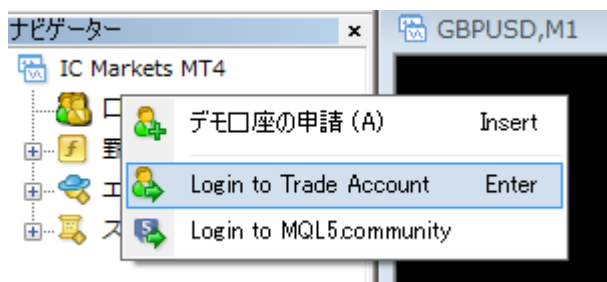 ナビゲーター
GBPUSD,M1
IC Markets MT4
デモ口座の申請 (A) Insert
Login to Trade Account Enter
Login to MQL5.community